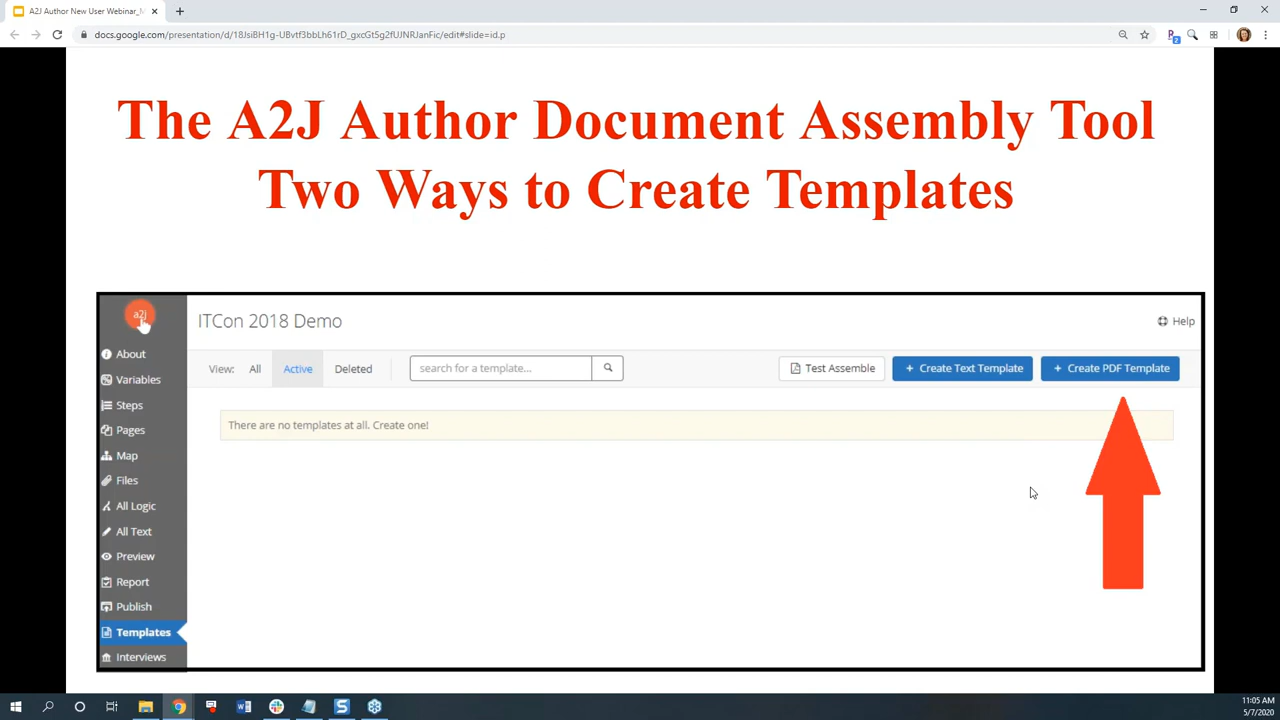 A2J Author New User Webinar_M
docs.google.com/presentation/d/18JsiBH1g-UBvtf3bbLh61rD_gxcGt5g2fUJNRJanFic/edit#slide=id.p
2
The A2J Author Document Assembly Tool
Two Ways to Create Templates
a2j
ITCon 2018 Demo
Help
About
View: All Active Deleted
search for a template...
Test Assemble
+ Create Text Template
+ Create PDF Template
Variables
Steps
There are no templates at all. Create one!
Pages
Map
Files
All Logic
All Text
Preview
Report
Publish
Templates
Interviews
11:05 AM
5/7/2020